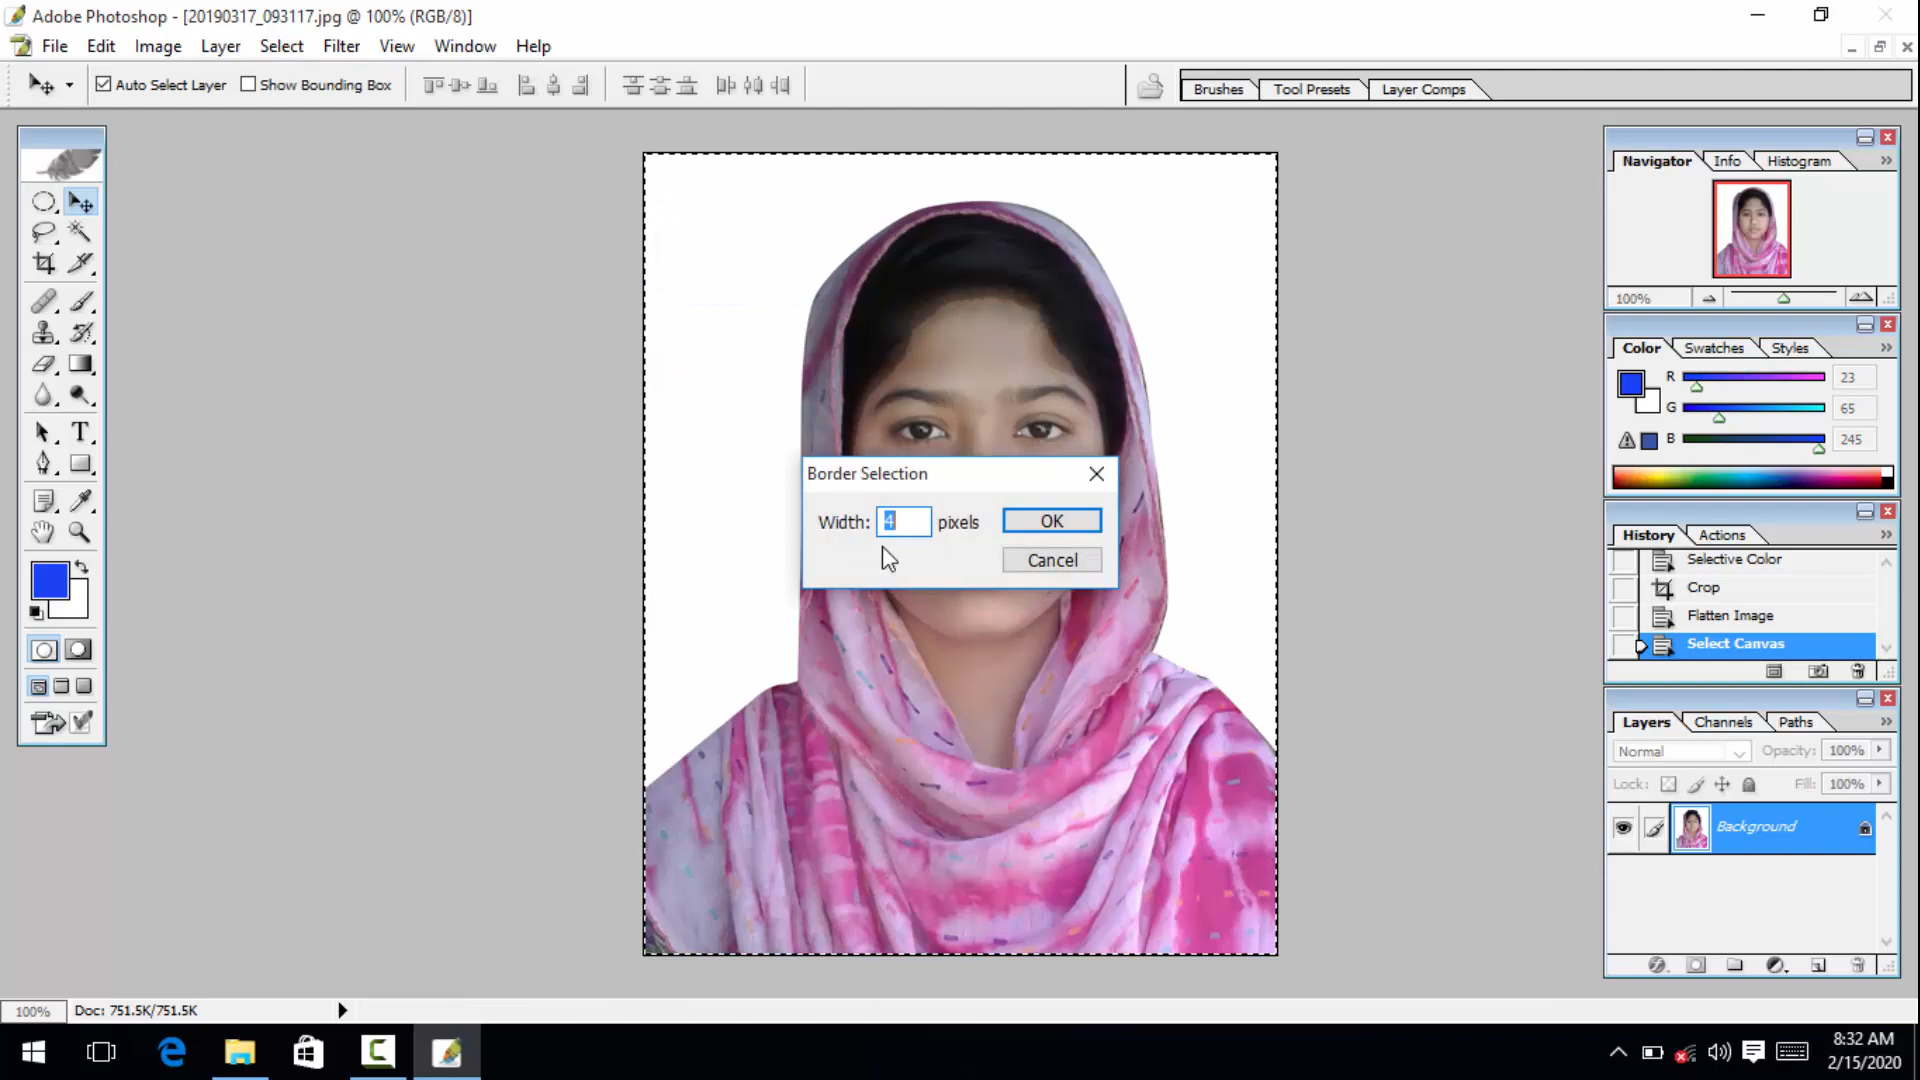 Adobe Photoshop - [20190317_093117.jpg @ 100% (RGB/8)]
File Edit Image Layer Select Filter View Window Help
Auto Select Layer Show Bounding Box Brushes Tool Presets Layer Comps
Navigator Info Histogram
100%
Color Swatches Styles
R 23
G 65
B 245
Border Selection
Width: 4 pixels OK
Cancel
History Actions
Selective Color
Crop
Flatten Image
Select Canvas
Layers Channels Paths
Normal Opacity: 100%
Lock: Fill: 100%
Background
100% Doc: 751.5K/751.5K
8:32 AM
2/15/2020